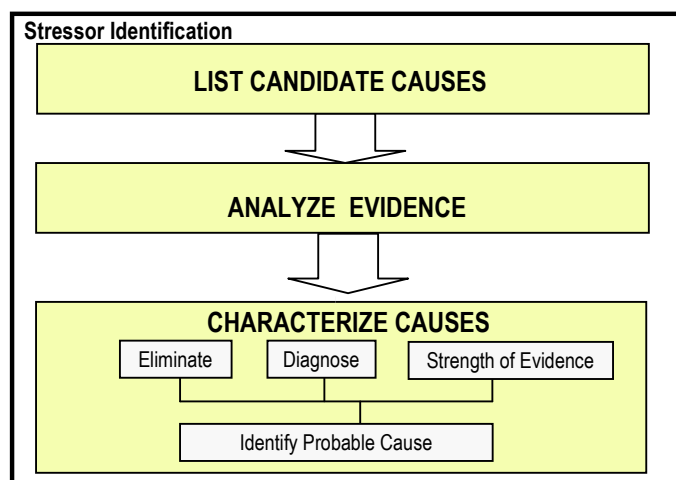 Stressor Identification
LIST CANDIDATE CAUSES
ANALYZE EVIDENCE
CHARACTERIZE CAUSES
Eliminate
Diagnose
Strength of Evidence
Identify Probable Cause